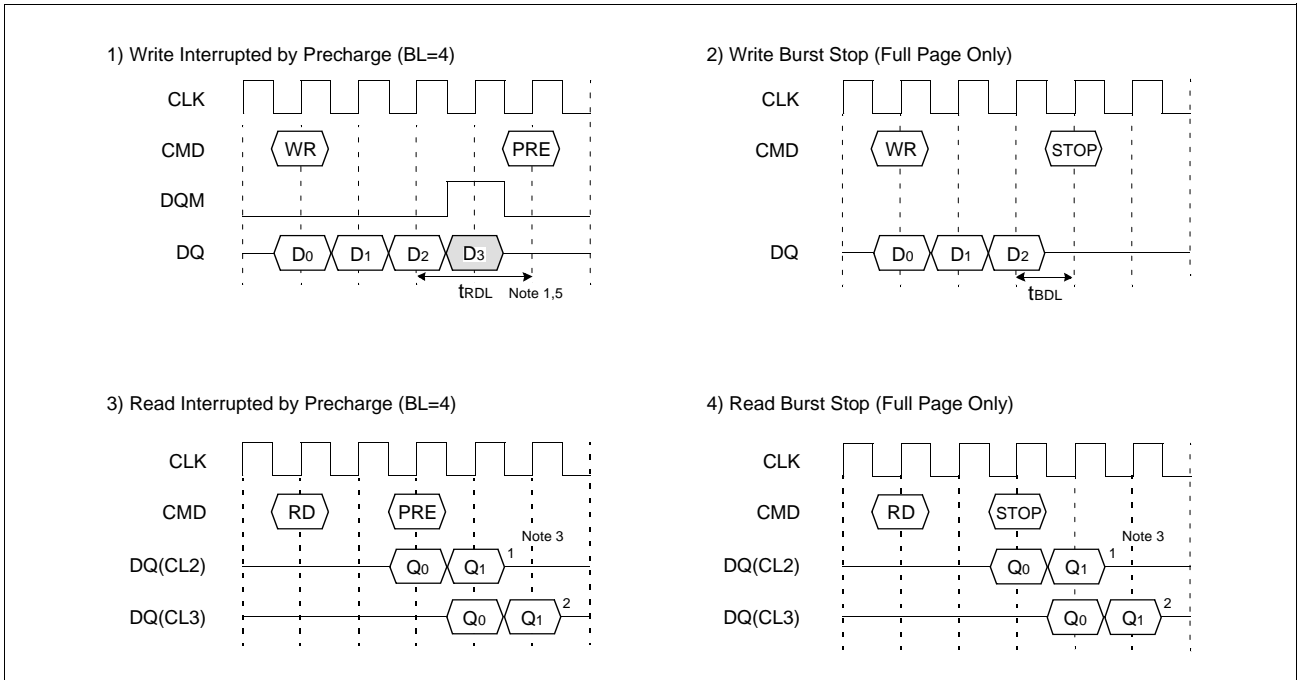 1) Write Interrupted by Precharge (BL=4)
CLK
CMD WR PRE
DQM
DQ D0 D1 D2 D3
tRDL Note 1,5
2) Write Burst Stop (Full Page Only)
CLK
CMD WR STOP
DQ D0 D1 D2
tBDL
3) Read Interrupted by Precharge (BL=4)
CLK
CMD RD PRE
Note 3
DQ(CL2) Q0 Q1 1
DQ(CL3) Q0 Q1 2
4) Read Burst Stop (Full Page Only)
CLK
CMD RD STOP
Note 3
DQ(CL2) Q0 Q1 1
DQ(CL3) Q0 Q1 2